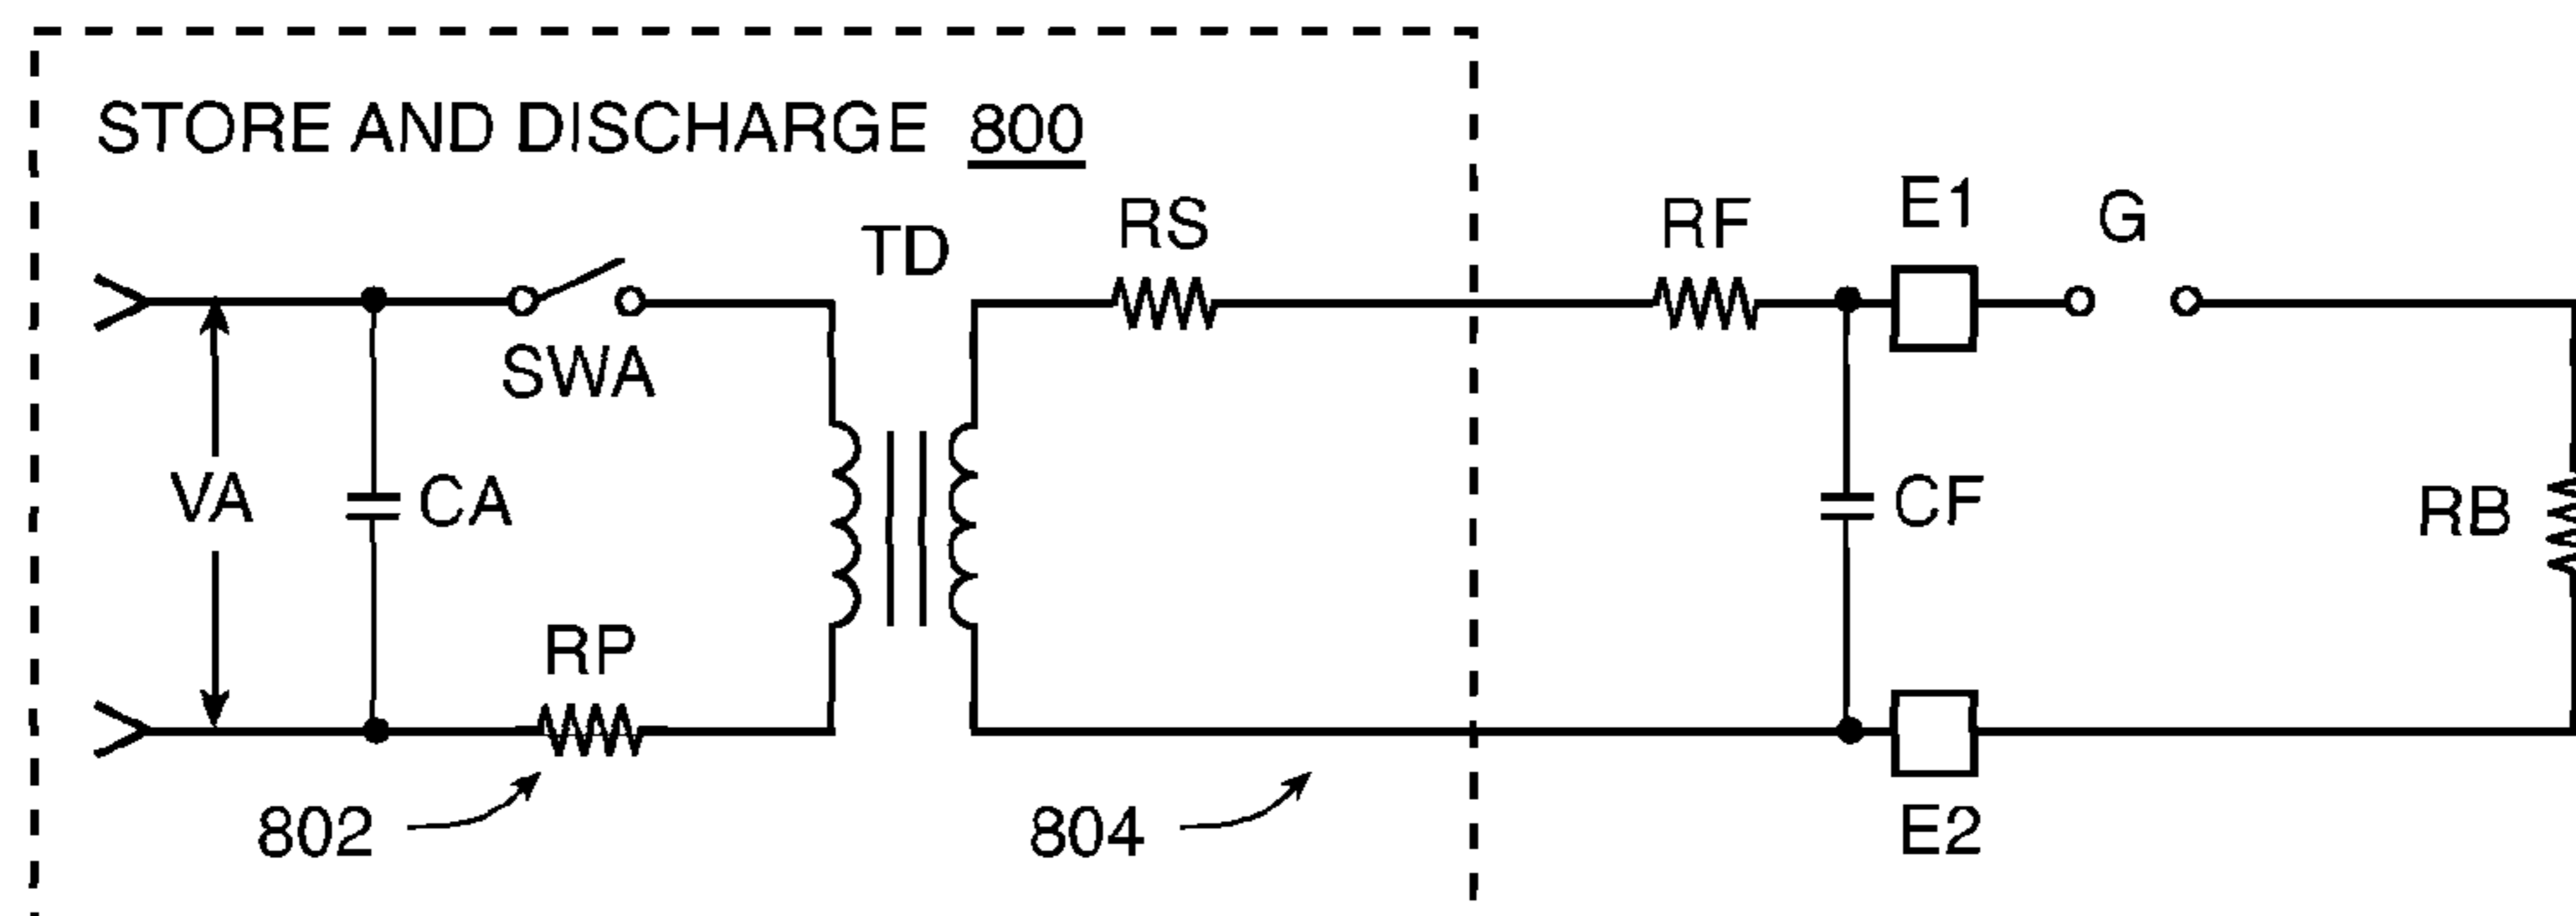 STORE AND DISCHARGE 800
TD
RS
RF
E1
G
SWA
VA
CA
CF
RB
RP
802
804
E2